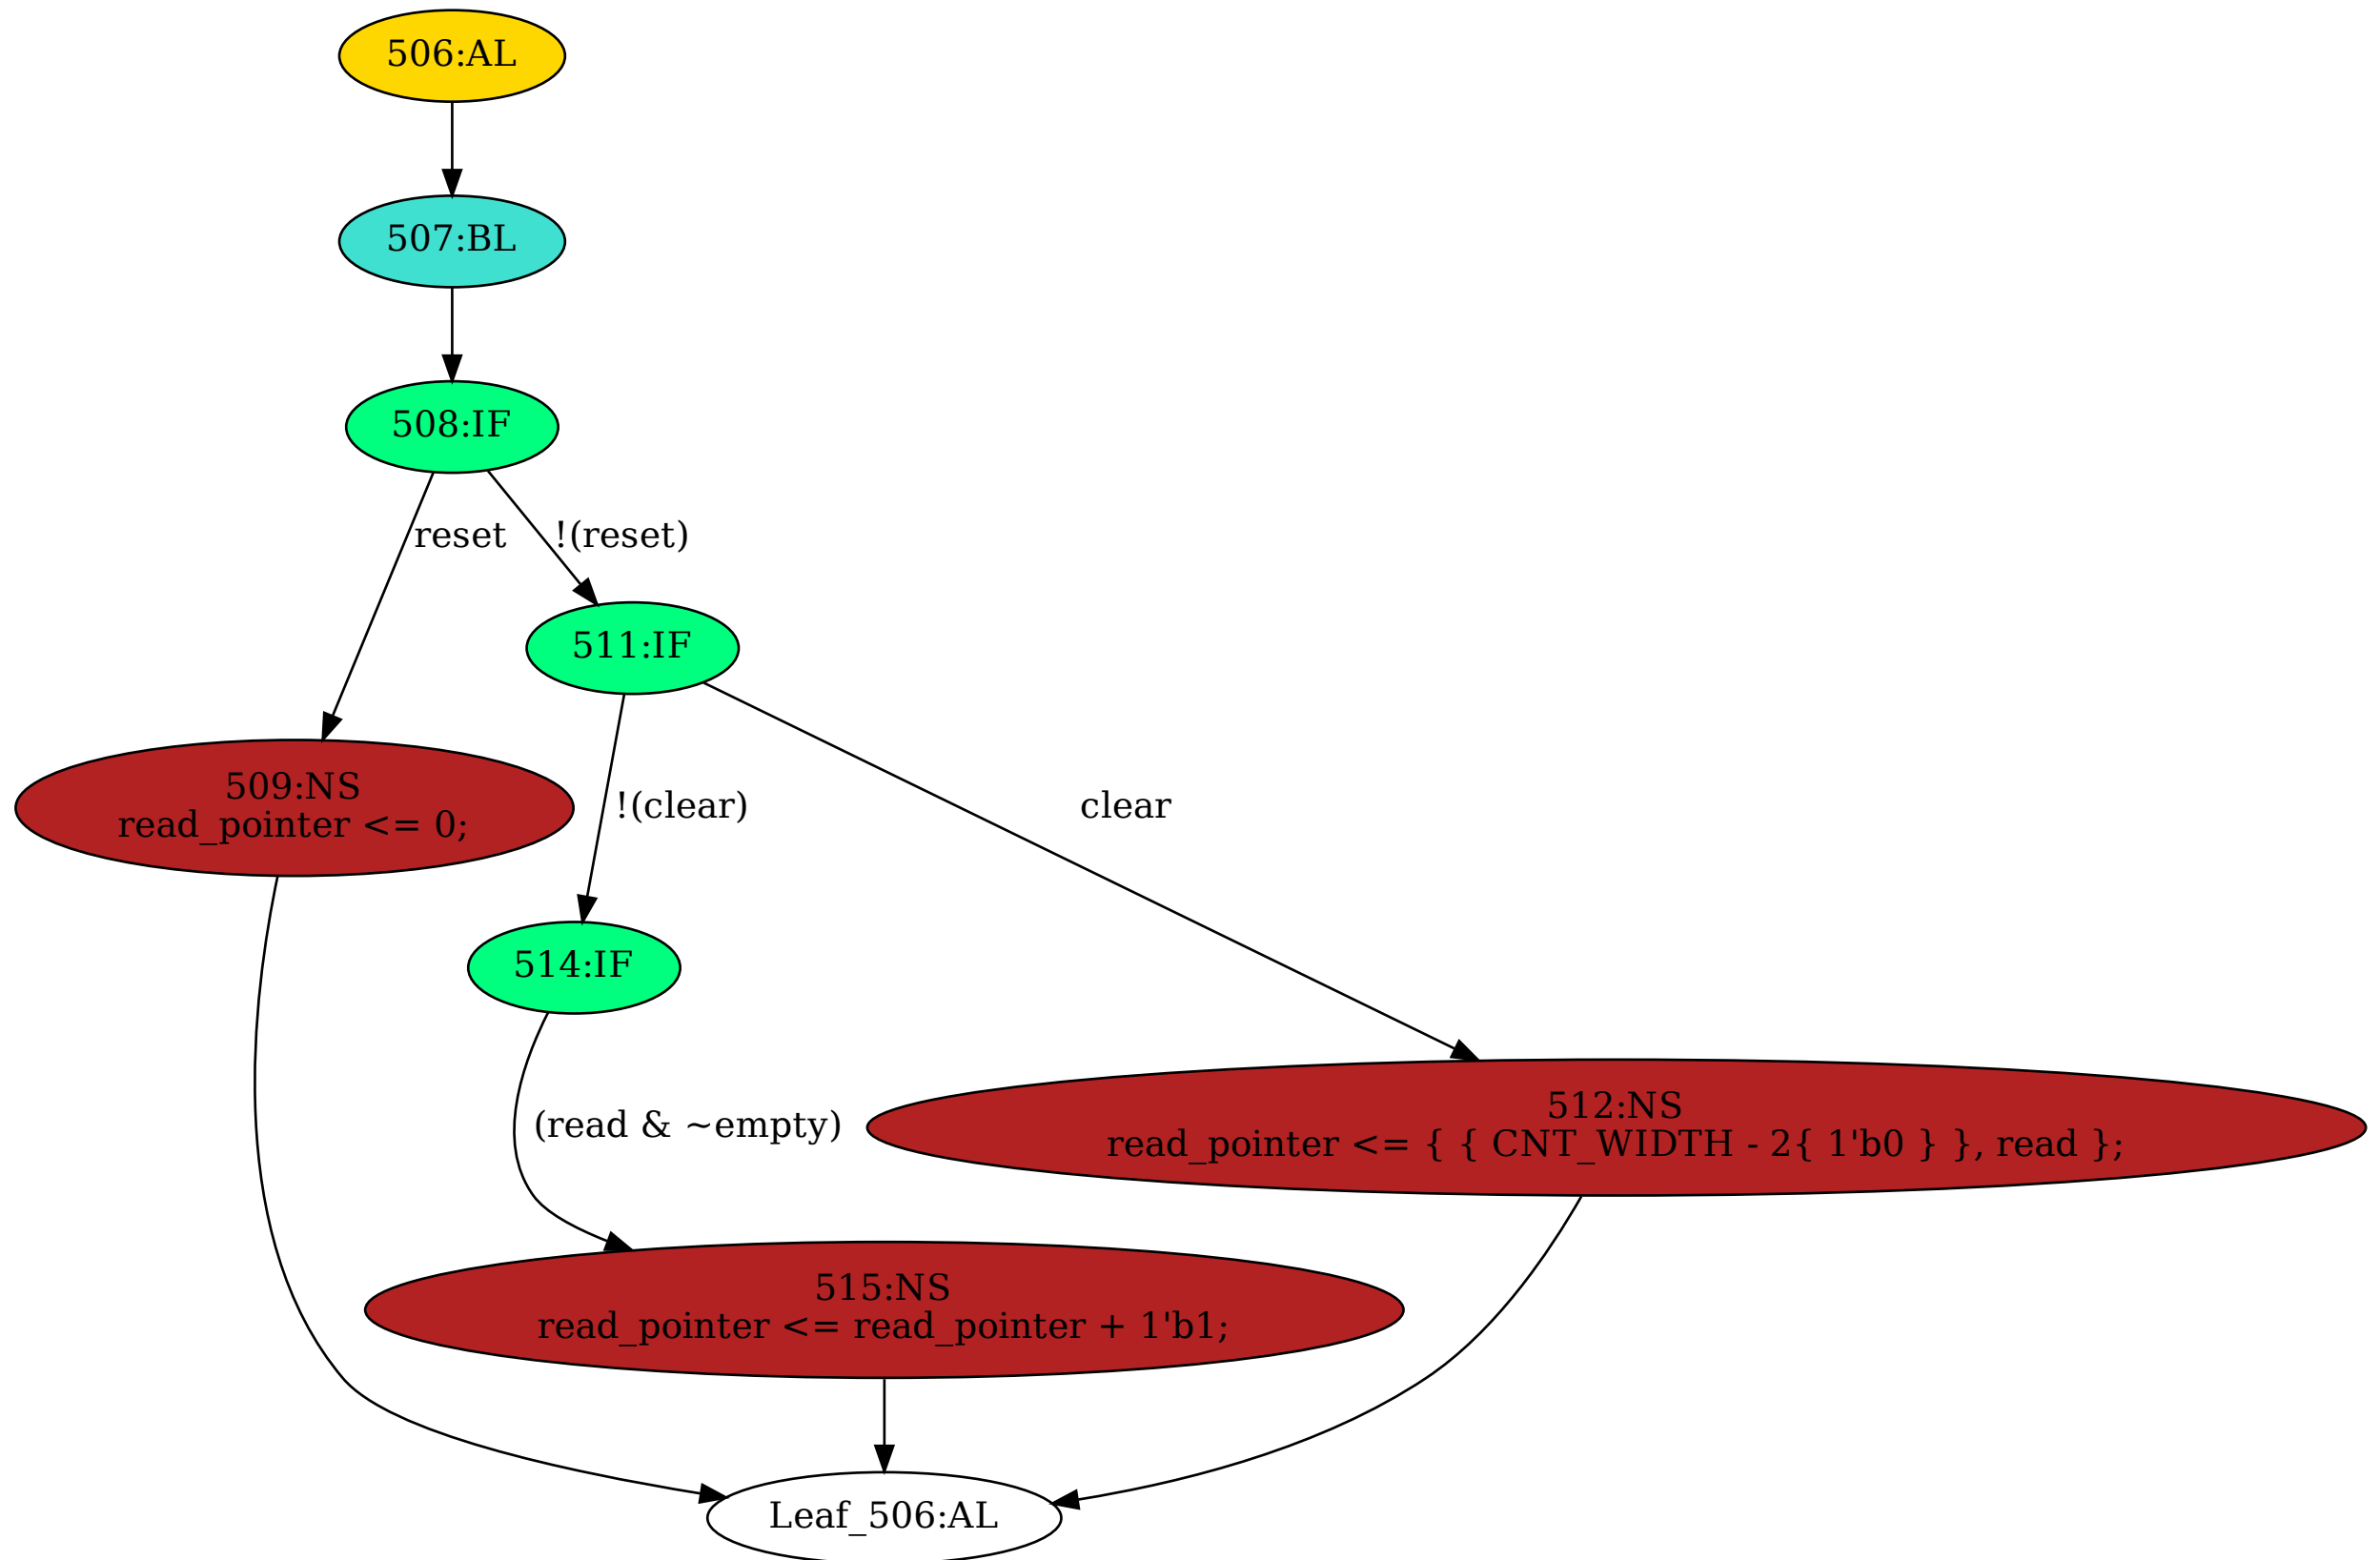 506:AL
507:BL
508:IF
reset
!(reset)
511:IF
509:NS
read_pointer <= 0;
!(clear)
clear
514:IF
512:NS
read_pointer <= { { CNT_WIDTH - 2{ 1'b0 } }, read };
(read & ~empty)
515:NS
read_pointer <= read_pointer + 1'b1;
Leaf_506:AL